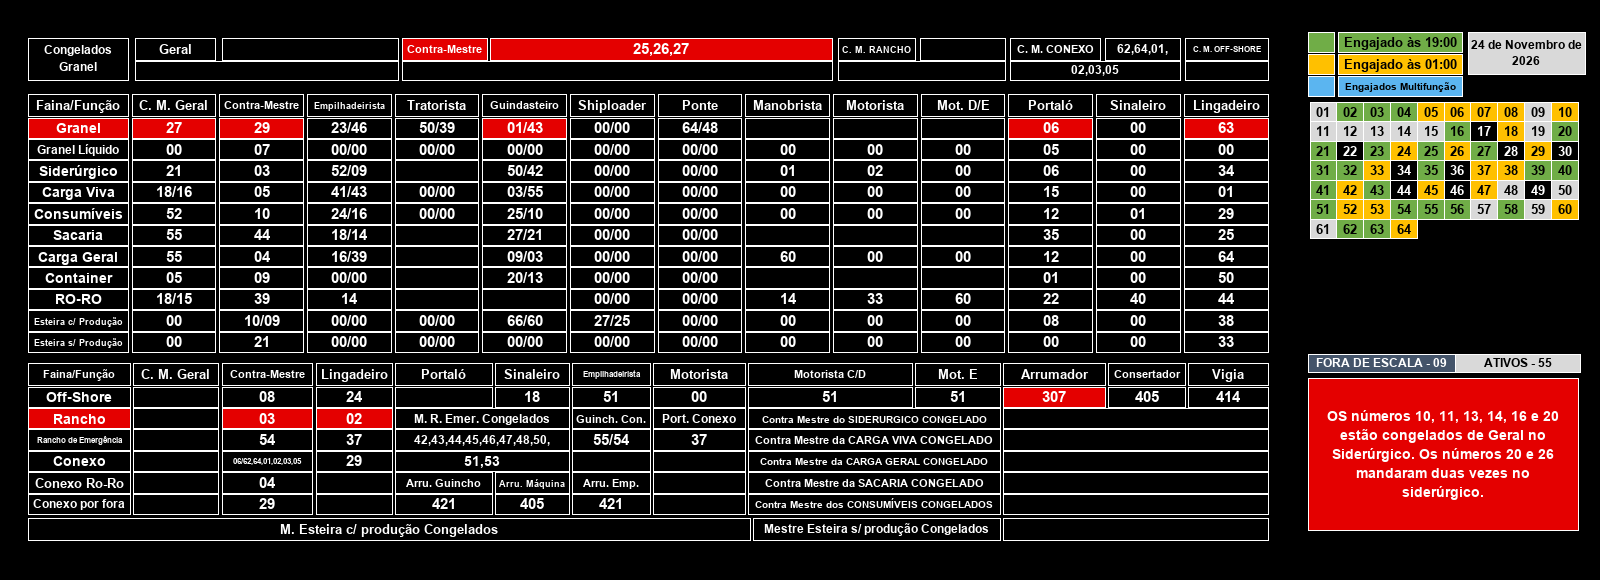 Congelados Granel Geral Contra-Mestre 25,26,27 C. M. RANCHO C. M. CONEXO 62,64,01, C. M. OFF-SHORE
02,03,05
Faina/Função C. M. Geral Contra-Mestre Empilhadeirista Tratorista Guindasteiro Shiploader Ponte Manobrista Motorista Mot. D/E Portaló Sinaleiro Lingadeiro
Granel 27 29 23/46 50/39 01/43 00/00 64/48 06 00 63
Granel Líquido 00 07 00/00 00/00 00/00 00/00 00/00 00 00 00 05 00 00
Siderúrgico 21 03 52/09 50/42 00/00 00/00 01 02 00 06 00 34
Carga Viva 18/16 05 41/43 00/00 03/55 00/00 00/00 00 00 00 15 00 01
Consumíveis 52 10 24/16 00/00 25/10 00/00 00/00 00 00 00 12 01 29
Sacaria 55 44 18/14 27/21 00/00 00/00 35 00 25
Carga Geral 55 04 16/39 09/03 00/00 00/00 60 00 00 12 00 64
Container 05 09 00/00 20/13 00/00 00/00 01 00 50
RO-RO 18/15 39 14 00/00 00/00 14 33 60 22 40 44
Esteira c/ Produção 00 10/09 00/00 00/00 66/60 27/25 00/00 00 00 00 08 00 38
Esteira s/ Produção 00 21 00/00 00/00 00/00 00/00 00/00 00 00 00 00 00 33
Faina/Função C. M. Geral Contra-Mestre Lingadeiro Portaló Sinaleiro Empilhadeirista Motorista Motorista C/D Mot. E Arrumador Consertador Vigia
Off-Shore 08 24 18 51 00 51 51 307 405 414
Rancho 03 02 M. R. Emer. Congelados Guinch. Con. Port. Conexo Contra Mestre do SIDERURGICO CONGELADO
Rancho de Emergência 54 37 42,43,44,45,46,47,48,50, 55/54 37 Contra Mestre da CARGA VIVA CONGELADO
Conexo 06/62,64,01,02,03,05 29 51,53 Contra Mestre da CARGA GERAL CONGELADO
Conexo Ro-Ro 04 Arru. Guincho Arru. Máquina Arru. Emp. Contra Mestre da SACARIA CONGELADO
Conexo por fora 29 421 405 421 Contra Mestre dos CONSUMÍVEIS CONGELADOS
M. Esteira c/ produção Congelados Mestre Esteira s/ produção Congelados
Engajado às 19:00
Engajado às 01:00
Engajados Multifunção
24 de Novembro de
2026
01 02 03 04 05 06 07 08 09 10
11 12 13 14 15 16 17 18 19 20
21 22 23 24 25 26 27 28 29 30
31 32 33 34 35 36 37 38 39 40
41 42 43 44 45 46 47 48 49 50
51 52 53 54 55 56 57 58 59 60
61 62 63 64
FORA DE ESCALA - 09 ATIVOS - 55
OS números 10, 11, 13, 14, 16 e 20
estão congelados de Geral no
Siderúrgico. Os números 20 e 26
mandaram duas vezes no
siderúrgico.